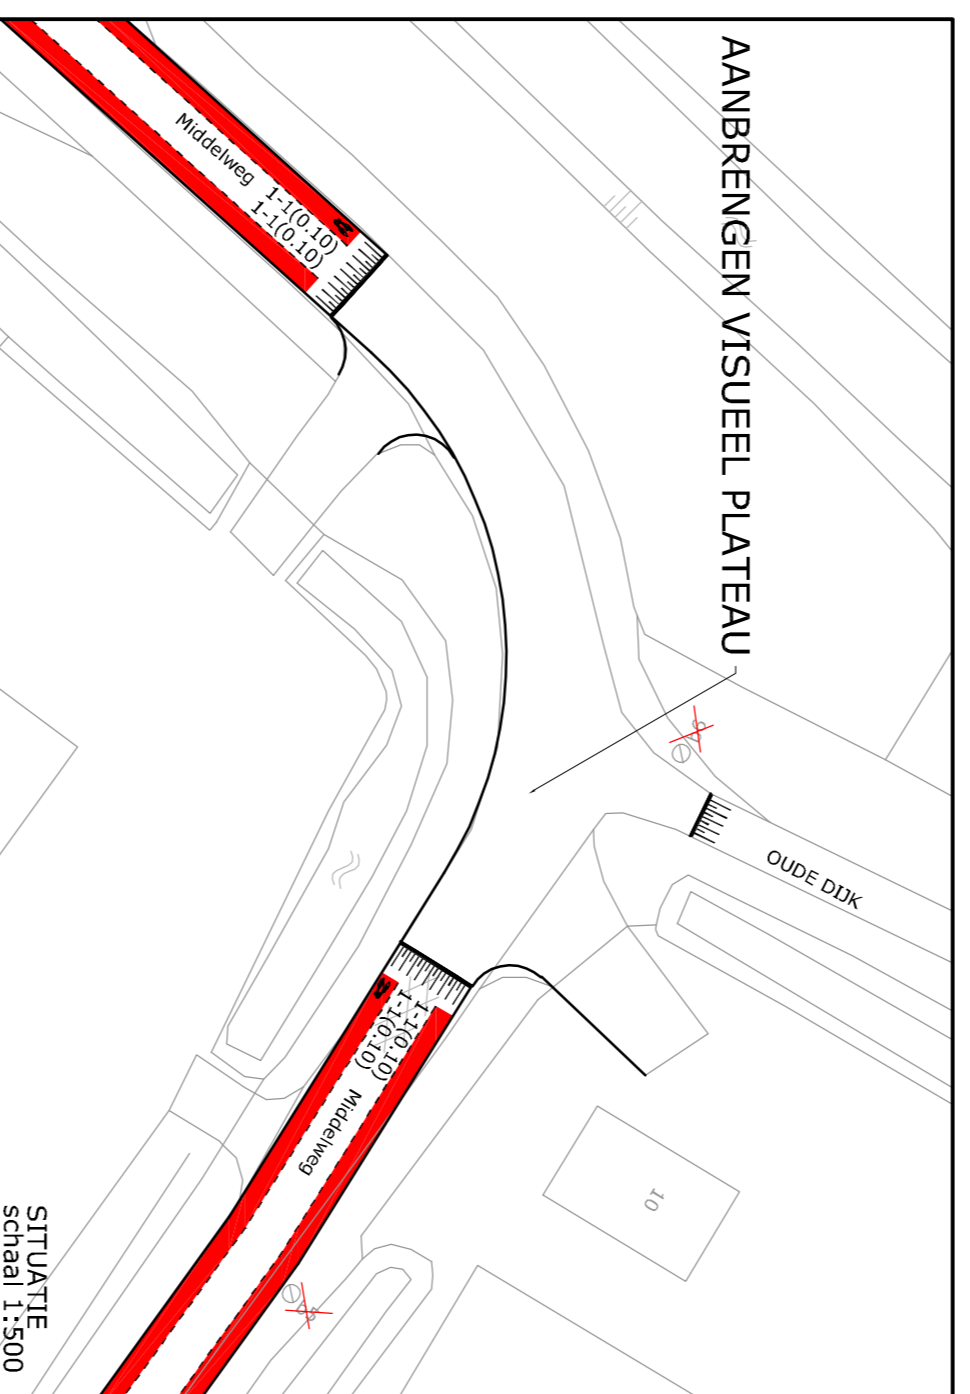 AANBRENGEN VISUEEL PLATEAU
Middelweg
1-1(0.10)
1-1(0.10)
OUDE DIJK
1-1(0.10)
1-1(0.10)
Middelweg
10
SITUATIE
schaal 1:500